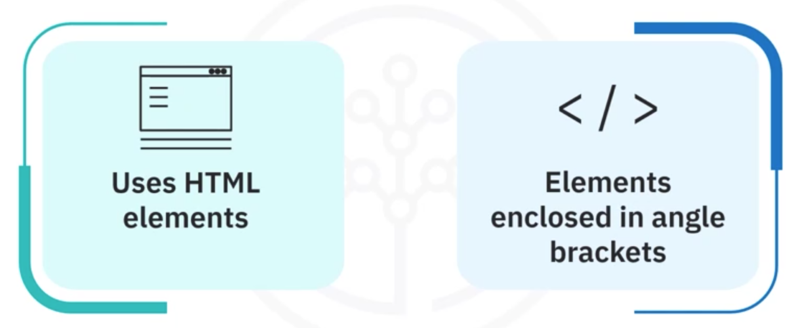 Uses HTML
elements
< / >
Elements
enclosed in angle
brackets